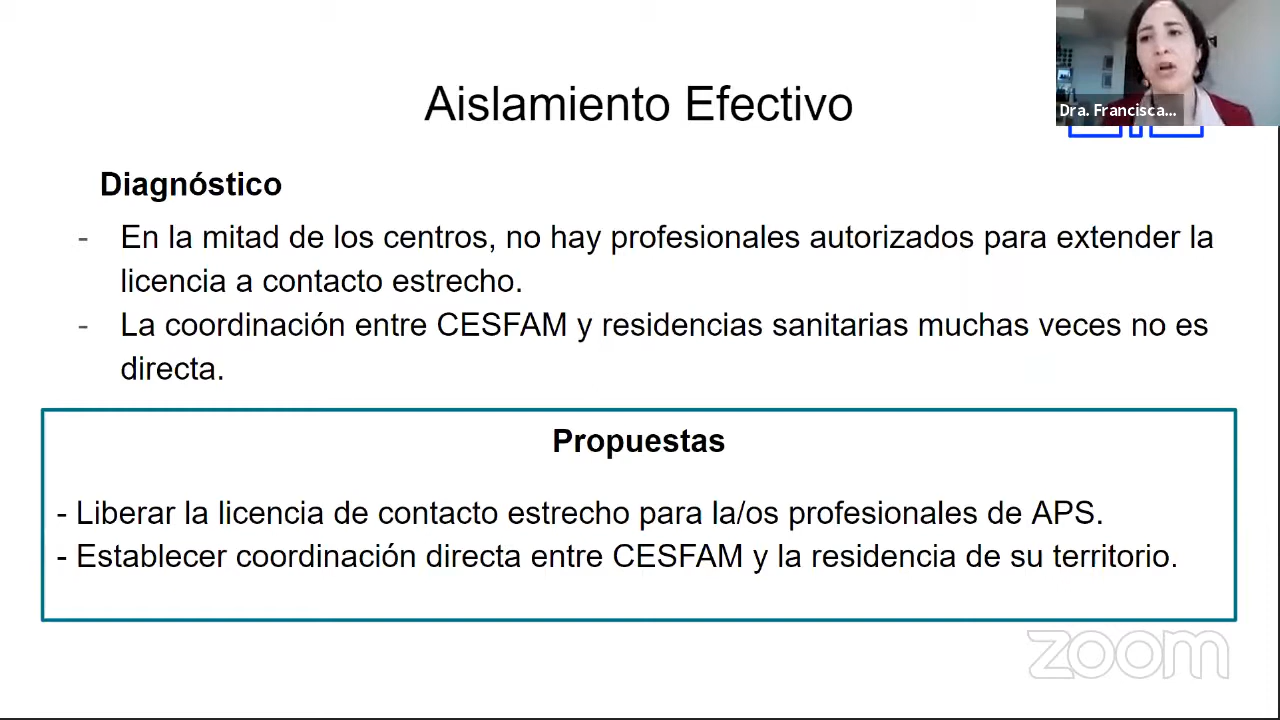 Dra. Francisca...
Aislamiento Efectivo
Diagnóstico
- En la mitad de los centros, no hay profesionales autorizados para extender la
licencia a contacto estrecho.
- La coordinación entre CESFAM y residencias sanitarias muchas veces no es
directa.
Propuestas
- Liberar la licencia de contacto estrecho para la/os profesionales de APS.
- Establecer coordinación directa entre CESFAM y la residencia de su territorio.
zoom